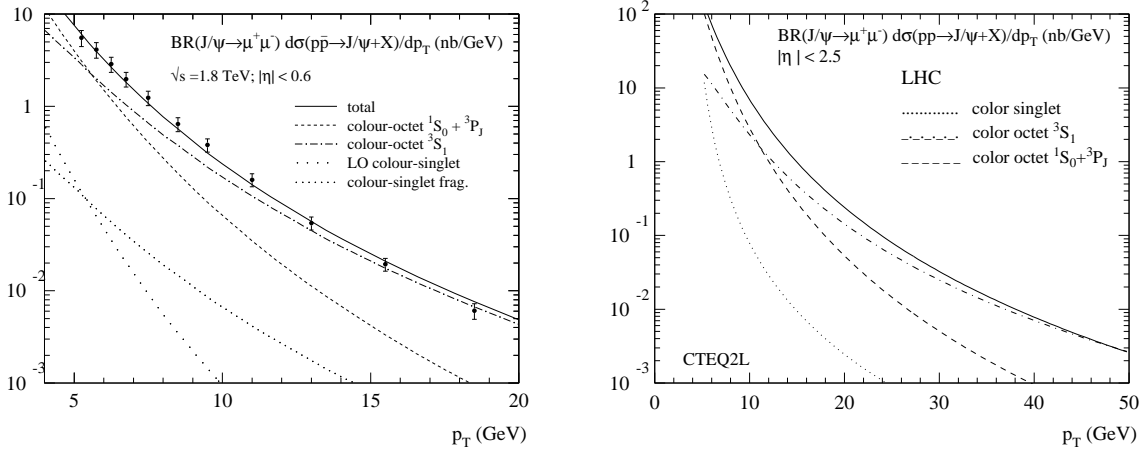 BR(J/ψ→μ⁺μ⁻) dσ(pp̄→J/ψ+X)/dp_T (nb/GeV)
√s =1.8 TeV; |η| < 0.6
total
colour-octet ¹S₀ + ³P_J
colour-octet ³S₁
LO colour-singlet
colour-singlet frag.
10
1
10⁻¹
10⁻²
10⁻³
5 10 15 20
p_T (GeV)
BR(J/ψ→μ⁺μ⁻) dσ(pp→J/ψ+X)/dp_T (nb/GeV)
|η| < 2.5
LHC
color singlet
color octet ³S₁
color octet ¹S₀+³P_J
CTEQ2L
10²
10
1
10⁻¹
10⁻²
10⁻³
0 10 20 30 40 50
p_T (GeV)